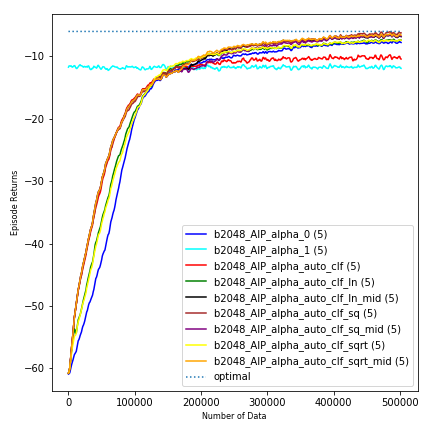 −10
−20
−30
−40
−50
−60
Episode Returns
b2048_AIP_alpha_0 (5)
b2048_AIP_alpha_1 (5)
b2048_AIP_alpha_auto_clf (5)
b2048_AIP_alpha_auto_clf_ln (5)
b2048_AIP_alpha_auto_clf_ln_mid (5)
b2048_AIP_alpha_auto_clf_sq (5)
b2048_AIP_alpha_auto_clf_sq_mid (5)
b2048_AIP_alpha_auto_clf_sqrt (5)
b2048_AIP_alpha_auto_clf_sqrt_mid (5)
optimal
0 100000 200000 300000 400000 500000
Number of Data